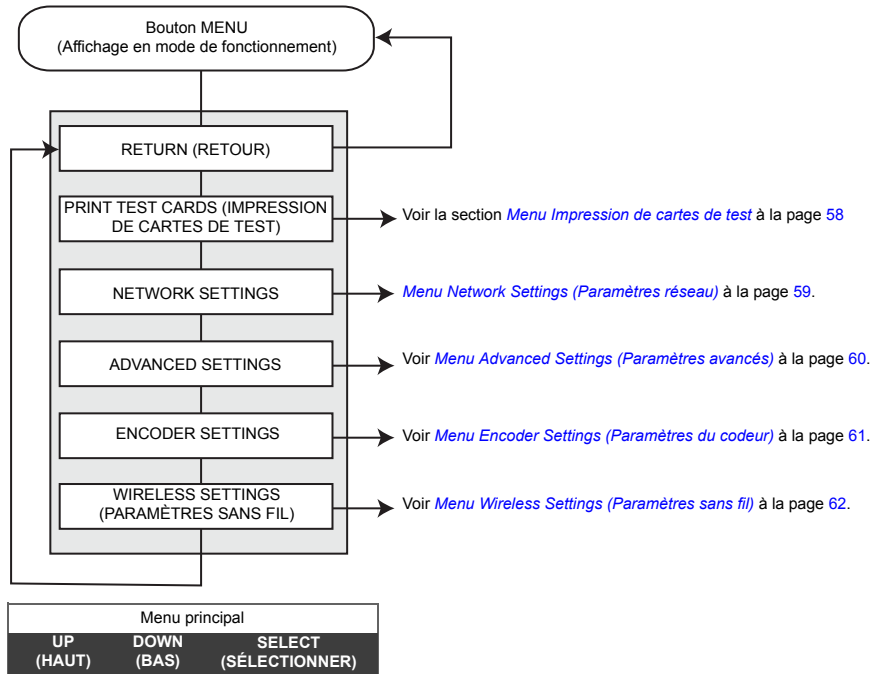 Bouton MENU
(Affichage en mode de fonctionnement)
RETURN (RETOUR)
PRINT TEST CARDS (IMPRESSION
DE CARTES DE TEST)
Voir la section Menu Impression de cartes de test à la page 58
NETWORK SETTINGS
Menu Network Settings (Paramètres réseau) à la page 59.
ADVANCED SETTINGS
Voir Menu Advanced Settings (Paramètres avancés) à la page 60.
ENCODER SETTINGS
Voir Menu Encoder Settings (Paramètres du codeur) à la page 61.
WIRELESS SETTINGS
(PARAMÈTRES SANS FIL)
Voir Menu Wireless Settings (Paramètres sans fil) à la page 62.
Menu principal
UP DOWN SELECT
(HAUT) (BAS) (SÉLECTIONNER)